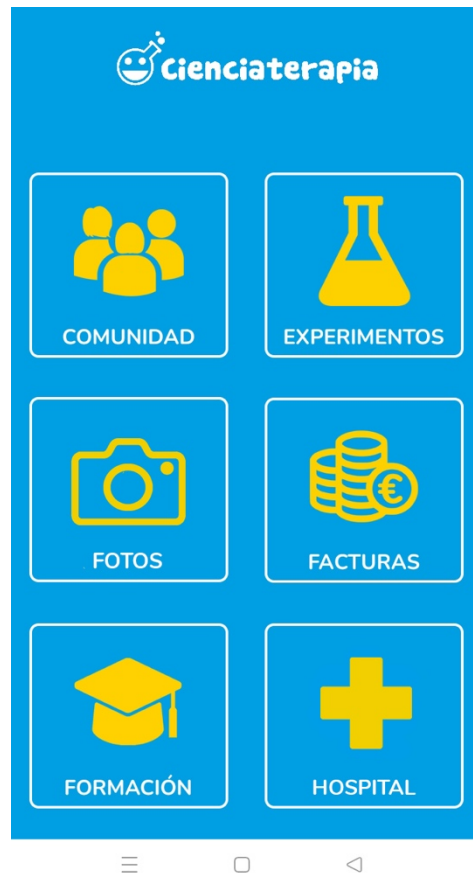 Cienciaterapia
COMUNIDAD
EXPERIMENTOS
FOTOS
FACTURAS
€
FORMACIÓN
HOSPITAL